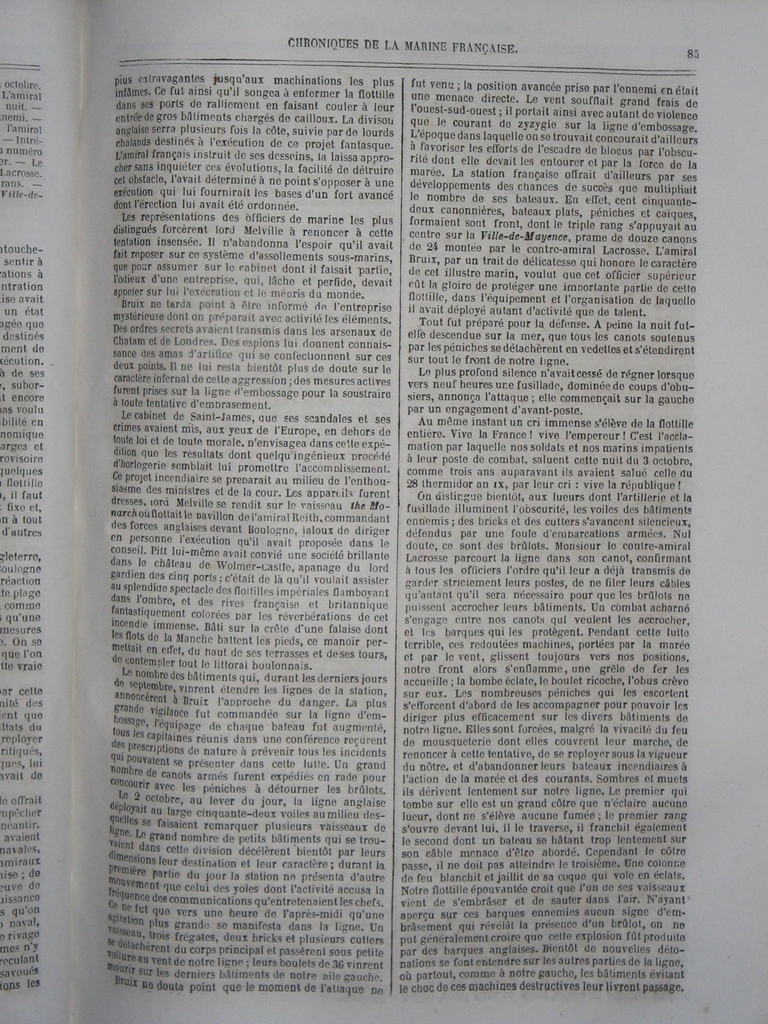 CHRONIQUES DE LA MARINE FRANÇAISE.
85
plus extravagantes jusqu'aux machinations les plus
infâmes. Ce fut ainsi qu'il songea à enfermer la flottille
dans ses ports de ralliement en faisant couler à leur
entrée de gros bâtiments chargés de cailloux. La divison
anglaise serra plusieurs fois la côte, suivie par de lourds
chalands destinés à l'exécution de ce projet fantasque.
L'amiral français instruit de ses desseins, la laissa appro-
cher sans inquiéter ces évolutions, la facilité de détruire
cet obstacle, l'avait déterminé à ne point s'opposer à une
exécution qui lui fournirait les bases d'un fort avancé
dont l'érection lui avait été ordonnée.
Les représentations des officiers de marine les plus
distingués forcèrent lord Melville à renoncer à cette
tentation insensée. Il n'abandonna l'espoir qu'il avait
fait reposer sur ce système d'assollements sous-marins,
que pour assumer sur le cabinet dont il faisait partie,
l'odieux d'une entreprise, qui, lâche et perfide, devait
appeler sur lui l'exécration et le mépris du monde.
Bruix ne tarda point à être informé de l'entreprise
mystérieuse dont on préparait avec activité les éléments.
Des ordres secrets avaient transmis dans les arsenaux de
Chatam et de Londres. Des espions lui donnent connais-
sance des amas d'artifice qui se confectionnent sur ces
deux points. Il ne lui resta bientôt plus de doute sur le
caractère infernal de cette aggression ; des mesures actives
furent prises sur la ligne d'embossage pour la soustraire
à toute tentative d'embrasement.
Le cabinet de Saint-James, que ses scandales et ses
crimes avaient mis, aux yeux de l'Europe, en dehors de
toute loi et de toute morale, n'envisagea dans cette expé-
dition que les résultats dont quelqu'ingénieux procédé
d'horlogerie semblait lui promettre l'accomplissement.
Ce projet incendiaire se préparait au milieu de l'enthou-
siasme des ministres et de la cour. Les appareils furent
dressés, lord Melville se rendit sur le vaisseau the Mo-
narch où flottait le pavillon de l'amiral Keith, commandant
des forces anglaises devant Boulogne, jaloux de diriger
en personne l'exécution qu'il avait proposée dans le
conseil. Pitt lui-même avait convié une société brillante
dans le château de Wolmer-Castle, apanage du lord
gardien des cinq ports ; c'était de là qu'il voulait assister
au splendide spectacle des flottilles impériales flamboyant
dans l'ombre, et des rives française et britannique
fantastiquement colorées par les réverbérations de cet
incendie immense. Bâti sur la crête d'une falaise dont
les flots de la Manche battent les pieds, ce manoir per-
mettait en effet, du haut de ses terrasses et de ses tours,
de contempler tout le littoral boulonnais.
Le nombre des bâtiments qui, durant les derniers jours
de septembre, vinrent étendre les lignes de la station,
annoncèrent à Bruix l'approche du danger. La plus
grande vigilance fut commandée sur la ligne d'em-
bossage, l'équipage de chaque bateau fut augmenté,
tous les capitaines réunis dans une conférence reçurent
des prescriptions de nature à prévenir tous les incidents
qui pouvaient se présenter dans cette lutte. Un grand
nombre de canots armés furent expédiés en rade pour
concourir avec les péniches à détourner les brûlots.
Le 2 octobre, au lever du jour, la ligne anglaise
déployait au large cinquante-deux voiles au milieu des-
quelles se faisaient remarquer plusieurs vaisseaux de
ligne. Le grand nombre de petits bâtiments qui se trou-
vaient dans cette division décélèrent bientôt par leurs
dimensions leur destination et leur caractère ; durant la
première partie du jour la station ne présenta d'autre
mouvement que celui des yoles dont l'activité accusa la
fréquence des communications qu'entretenaient les chefs.
Ce ne fut que vers une heure de l'après-midi qu'une
agitation plus grande se manifesta dans la ligne. Un
vaisseau, trois frégates, deux bricks et plusieurs cutters
se détachèrent du corps principal et passèrent sous petite
voilure au vent de notre ligne ; leurs boulets de 36 vinrent
mourir sur les derniers bâtiments de notre aile gauche.
Bruix ne douta point que le moment de l'attaque ne
fut venu ; la position avancée prise par l'ennemi en était
une menace directe. Le vent soufflait grand frais de
l'ouest-sud-ouest ; il portait ainsi avec autant de violence
que le courant de zyzygie sur la ligne d'embossage.
L'époque dans laquelle on se trouvait concourait d'ailleurs
à favoriser les efforts de l'escadre de blocus par l'obscu-
rité dont elle devait les entourer et par la force de la
marée. La station française offrait d'ailleurs par ses
développements des chances de succès que multipliait
le nombre de ses bateaux. En effet, cent cinquante-
deux canonnières, bateaux plats, péniches et caïques,
formaient sont front, dont le triple rang s'appuyait au
centre sur la Ville-de-Mayence, prame de douze canons
de 24 montée par le contre-amiral Lacrosse. L'amiral
Bruix, par un trait de délicatesse qui honore le caractère
de cet illustre marin, voulut que cet officier supérieur
eût la gloire de protéger une importante partie de cette
flottille, dans l'équipement et l'organisation de laquelle
il avait déployé autant d'activité que de talent.
Tout fut préparé pour la défense. A peine la nuit fut-
elle descendue sur la mer, que tous les canots soutenus
par les péniches se détachèrent en vedettes et s'étendirent
sur tout le front de notre ligne.
Le plus profond silence n'avait cessé de régner lorsque
vers neuf heures une fusillade, dominée de coups d'obu-
siers, annonça l'attaque ; elle commençait sur la gauche
par un engagement d'avant-poste.
Au même instant un cri immense s'élève de la flottille
entière. Vive la France ! vive l'empereur ! C'est l'accla-
mation par laquelle nos soldats et nos marins impatients
à leur poste de combat, saluent cette nuit du 3 octobre,
comme trois ans auparavant ils avaient salué celle du
28 thermidor an IX, par leur cri : vive la république !
On distingue bientôt, aux lueurs dont l'artillerie et la
fusillade illuminent l'obscurité, les voiles des bâtiments
ennemis ; des bricks et des cutters s'avancent silencieux,
défendus par une foule d'embarcations armées. Nul
doute, ce sont des brûlots. Monsieur le contre-amiral
Lacrosse parcourt la ligne dans son canot, confirmant
à tous les officiers l'ordre qu'il leur a déjà transmis de
garder strictement leurs postes, de ne filer leurs câbles
qu'autant qu'il sera nécessaire pour que les brûlots ne
puissent accrocher leurs bâtiments. Un combat acharné
s'engage entre nos canots qui veulent les accrocher,
et les barques qui les protégent. Pendant cette lutte
terrible, ces redoutées machines, portées par la marée
et par le vent, glissent toujours vers nos positions,
notre front alors s'enflamme, une grêle de fer les
accueille ; la bombe éclate, le boulet ricoche, l'obus crève
sur eux. Les nombreuses péniches qui les escortent
s'efforcent d'abord de les accompagner pour pouvoir les
diriger plus efficacement sur les divers bâtiments de
notre ligne. Elles sont forcées, malgré la vivacité du feu
de mousqueterie dont elles couvrent leur marche, de
renoncer à cette tentative, de se reployer sous la vigueur
du nôtre, et d'abandonner leurs bateaux incendiaires à
l'action de la marée et des courants. Sombres et muets
ils dérivent lentement sur notre ligne. Le premier qui
tombe sur elle est un grand côtre que n'éclaire aucune
lueur, dont ne s'élève aucune fumée ; le premier rang
s'ouvre devant lui, il le traverse, il franchit également
le second dont un bateau se hâtant trop lentement sur
son câble menace d'être abordé. Cependant le côtre
passe, il ne doit pas atteindre le troisième. Une colonne
de feu blanchit et jaillit de sa coque qui vole en éclats.
Notre flottille épouvantée croit que l'un de ses vaisseaux
vient de s'embrâser et de sauter dans l'air. N'ayant
aperçu sur ces barques ennemies aucun signe d'em-
brâsement qui révélât la présence d'un brûlot, on ne
put généralement croire que cette explosion fût produite
par des barques anglaises. Bientôt de nouvelles déto-
nations se font entendre sur les autres parties de la ligne,
où partout, comme à notre gauche, les bâtiments évitant
le choc de ces machines destructives leur livrent passage.